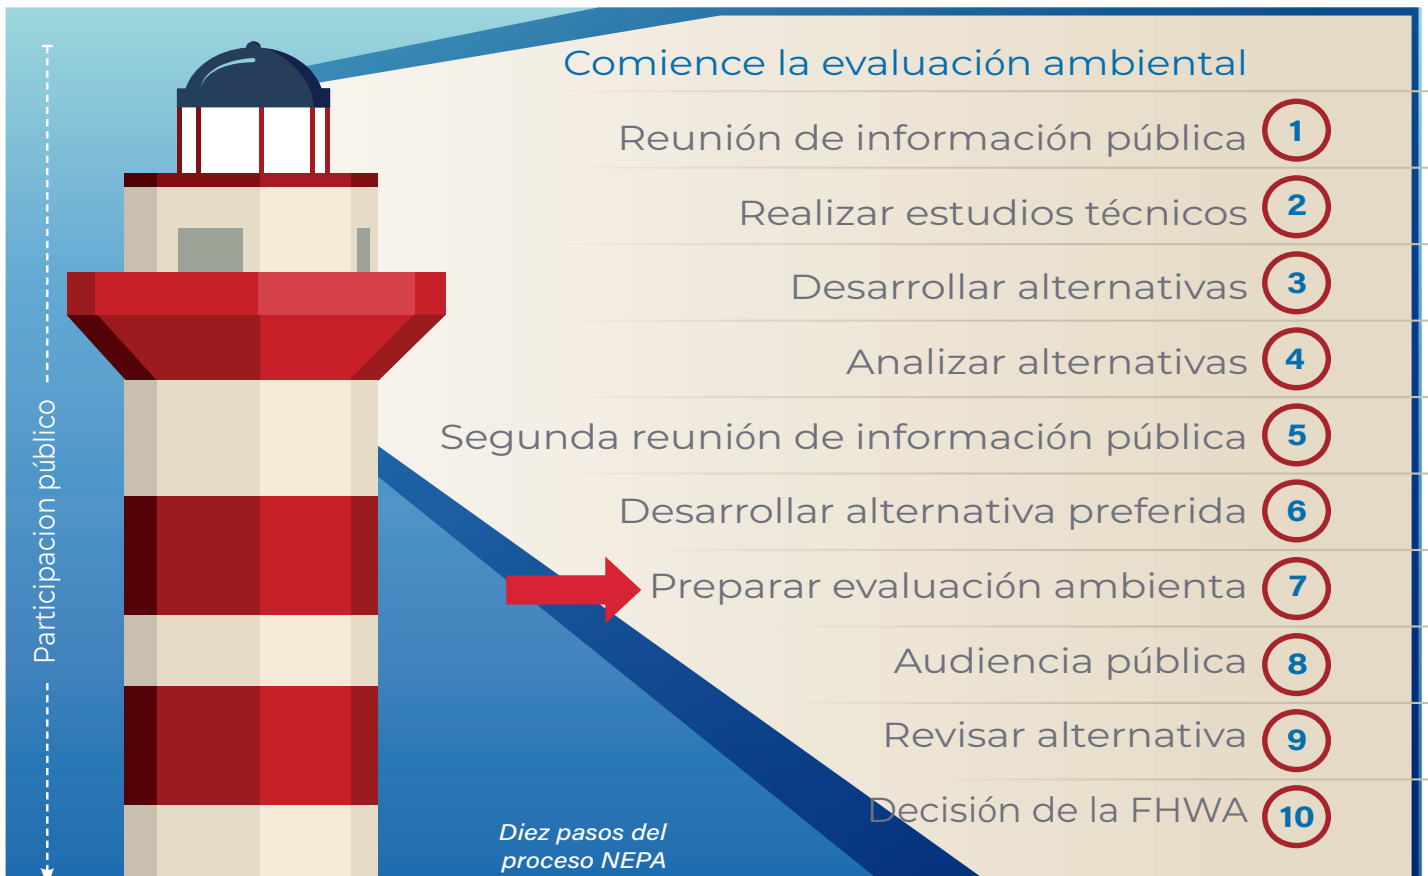 Comience la evaluación ambiental
Reunión de información pública 1
Realizar estudios técnicos 2
Desarrollar alternativas 3
Analizar alternativas 4
Segunda reunión de información pública 5
Desarrollar alternativa preferida 6
Preparar evaluación ambienta 7
Audiencia pública 8
Revisar alternativa 9
Decisión de la FHWA 10
Participacion público
Diez pasos del
proceso NEPA